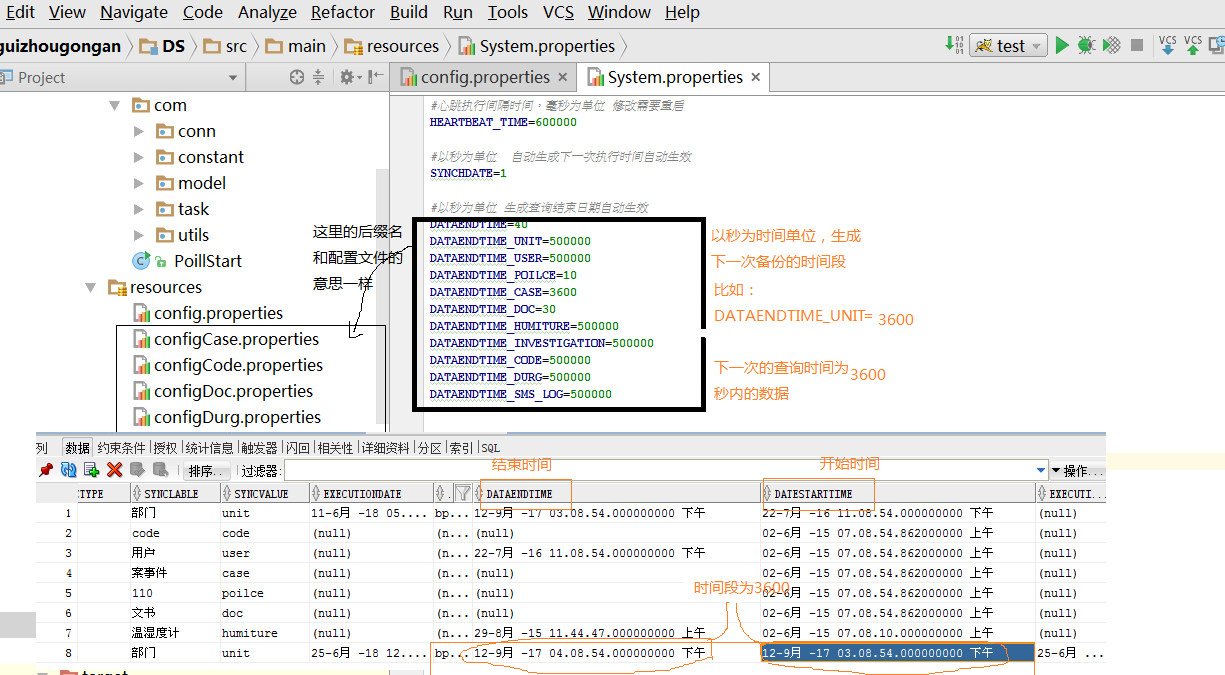 Edit View Navigate Code Analyze Refactor Build Run Tools VCS Window Help
guizhougongan DS src main resources System.properties test VCS VCS
Project config.properties System.properties
com
conn
constant
model
task
utils
PoillStart
resources
config.properties
configCase.properties
configCode.properties
configDoc.properties
configDurg.properties
这里的后缀名
和配置文件的
意思一样
#心跳执行间隔时间，毫秒为单位 修改需要重启
HEARTBEAT_TIME=600000
#以秒为单位 自动生成下一次执行时间自动生效
SYNCHDATE=1
#以秒为单位 生成查询结束日期自动生效
DATAENDTIME=40
DATAENDTIME_UNIT=500000
DATAENDTIME_USER=500000
DATAENDTIME_POILCE=10
DATAENDTIME_CASE=3600
DATAENDTIME_DOC=30
DATAENDTIME_HUMITURE=500000
DATAENDTIME_INVESTIGATION=500000
DATAENDTIME_CODE=500000
DATAENDTIME_DURG=500000
DATAENDTIME_SMS_LOG=500000
以秒为时间单位，生成
下一次备份的时间段
比如：
DATAENDTIME_UNIT= 3600
下一次的查询时间为3600
秒内的数据
列 数据 约束条件 授权 统计信息 触发器 闪回 相关性 详细资料 分区 索引 SQL
排序.. 过滤器: 操作...
结束时间 开始时间
TYPE SYNCLABLE SYNCVALUE EXECUTIONDATE . DATAENDTIME DATESTARTTIME EXECUTI...
1 部门 unit 11-6月 -18 05.... bp... 12-9月 -17 03.08.54.000000000 下午 22-7月 -16 11.08.54.000000000 下午 (null)
2 code code (null) (n... (null) 02-6月 -15 07.08.54.862000000 上午 (null)
3 用户 user (null) (n... 22-7月 -16 11.08.54.000000000 下午 02-6月 -15 07.08.54.862000000 上午 (null)
4 案事件 case (null) (n... (null) 02-6月 -15 07.08.54.862000000 上午 (null)
时间段为3600
5 110 poilce (null) (n... (null) 02-6月 -15 07.08.54.862000000 上午 (null)
6 文书 doc (null) (n... (null) 02-6月 -15 07.08.54.862000000 上午 (null)
7 温湿度计 humiture (null) (n... 29-8月 -15 11.44.47.000000000 上午 02-6月 -15 07.08.10.000000000 上午 (null)
8 部门 unit 25-6月 -18 12.... bp... 12-9月 -17 04.08.54.000000000 下午 12-9月 -17 03.08.54.000000000 下午 25-6月 ...